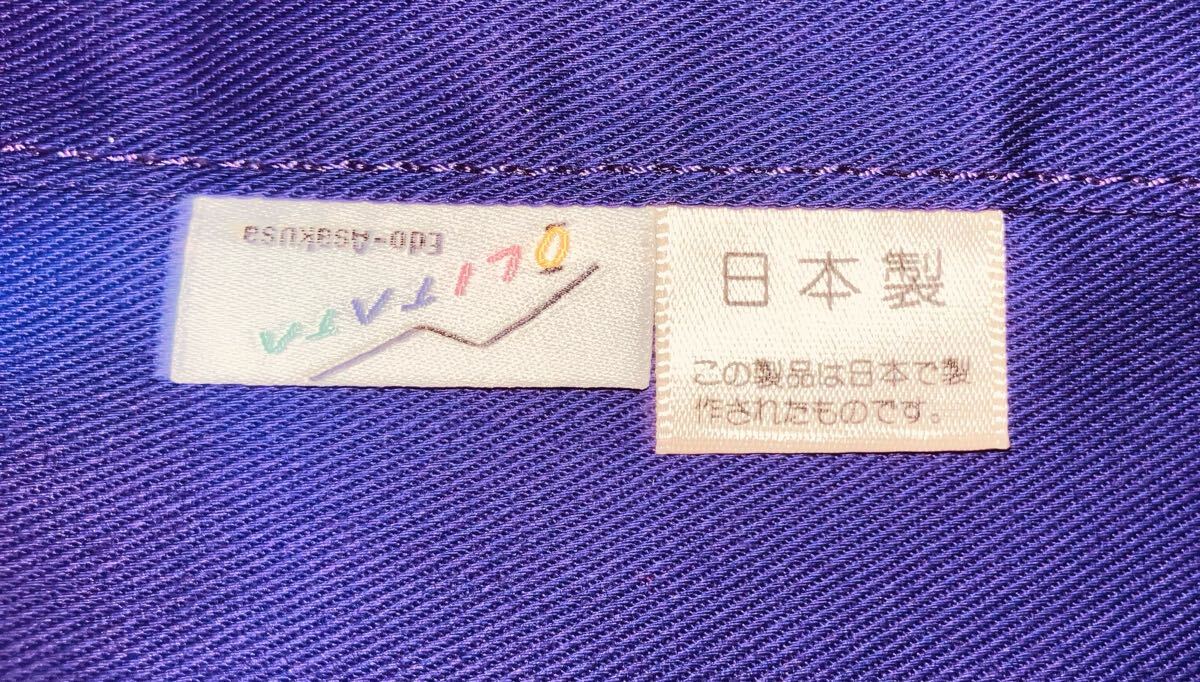 Edo-Asakusa
日本製
この製品は日本で製
作されたものです。